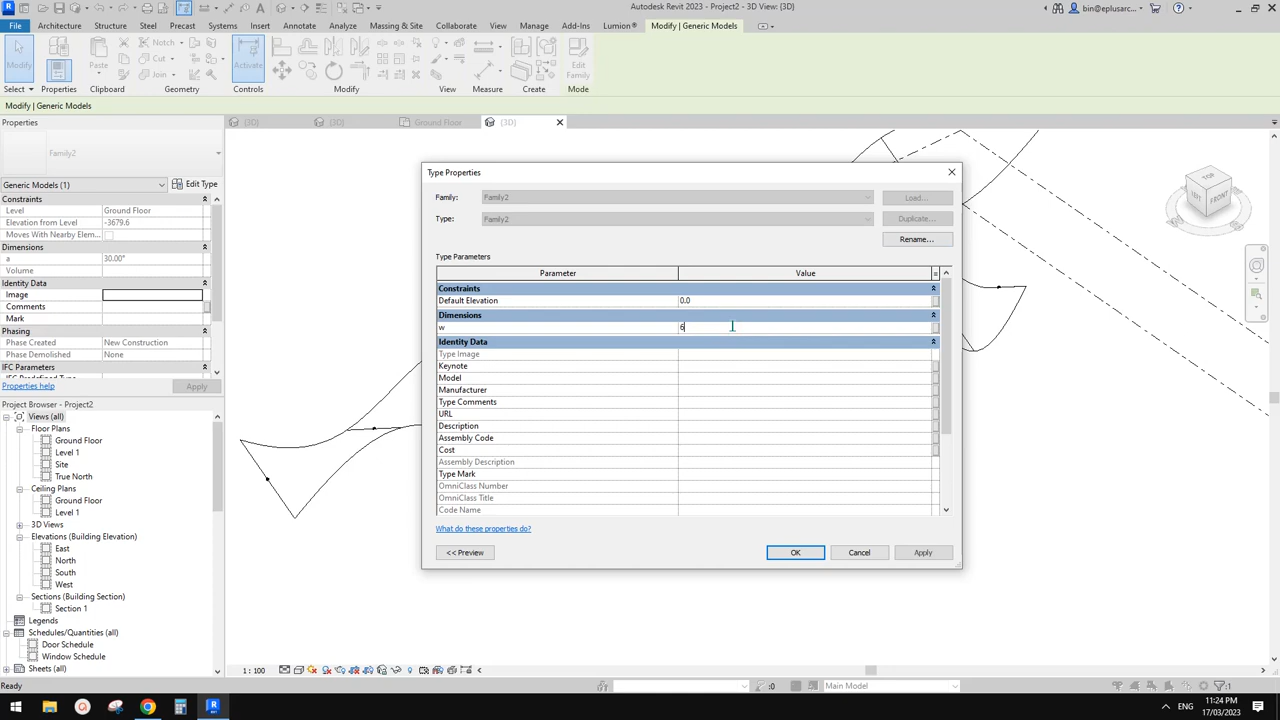 Autodesk Revit 2023 - Project2 - 3D View: {3D}
bin@eplusarc...
File Architecture Structure Steel Precast Systems Insert Annotate Analyze Massing & Site Collaborate View Manage Add-Ins Lumion® Modify | Generic Models
Modify
Paste
Notch
Cut
Join
Activate
Edit
Family
Select Properties Clipboard Geometry Controls Modify View Measure Create Mode
Modify | Generic Models
Properties
{3D} {3D} Ground Floor {3D}
Family2
Generic Models (1) Edit Type
Constraints
Level Ground Floor
Elevation from Level -3679.6
Moves With Nearby Elem...
Dimensions
a 30.00°
Volume
Identity Data
Image
Comments
Mark
Phasing
Phase Created New Construction
Phase Demolished None
IFC Parameters
Properties help Apply
Project Browser - Project2
Views (all)
Floor Plans
Ground Floor
Level 1
Site
True North
Ceiling Plans
Ground Floor
Level 1
3D Views
Elevations (Building Elevation)
East
North
South
West
Sections (Building Section)
Section 1
Legends
Schedules/Quantities (all)
Door Schedule
Window Schedule
Sheets (all)
Type Properties
Family: Family2 Load...
Type: Family2 Duplicate...
Rename...
Type Parameters
Parameter Value =
Constraints
Default Elevation 0.0
Dimensions
w 6
Identity Data
Type Image
Keynote
Model
Manufacturer
Type Comments
URL
Description
Assembly Code
Cost
Assembly Description
Type Mark
OmniClass Number
OmniClass Title
Code Name
What do these properties do?
<< Preview OK Cancel Apply
TOP
LEFT FRONT
1 : 100
Ready :0 Main Model :1
ENG 11:24 PM
17/03/2023